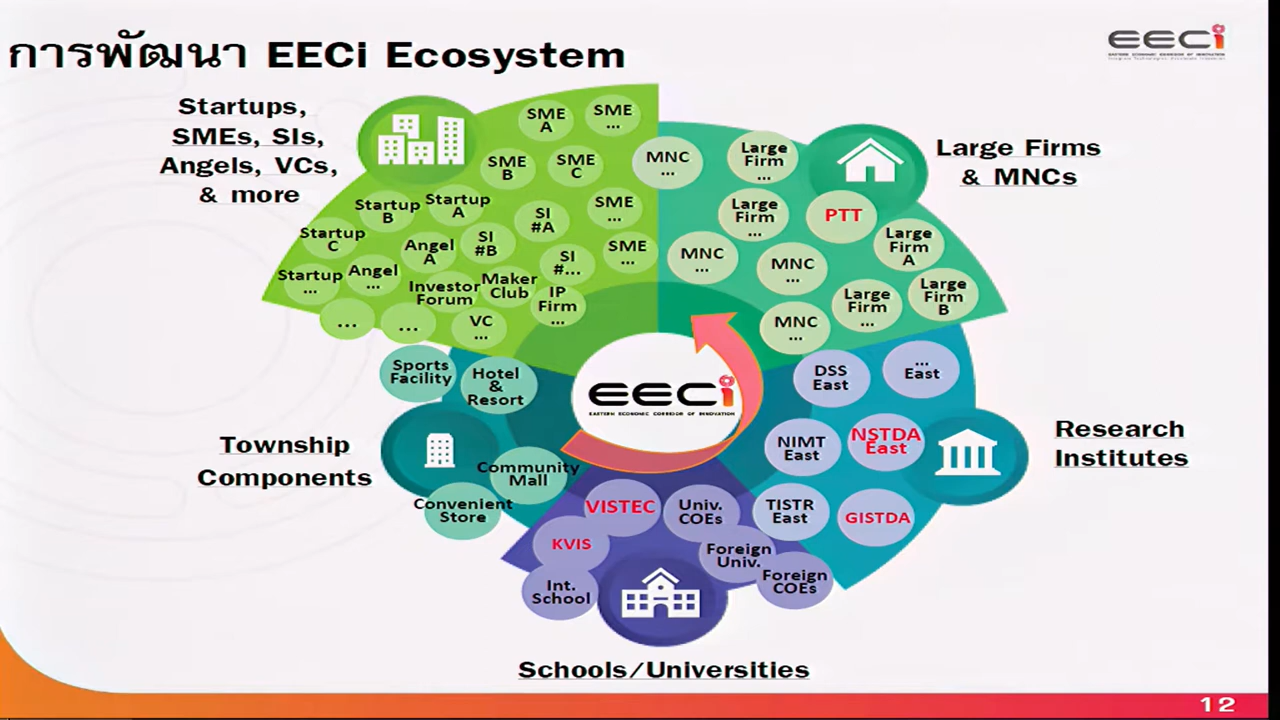 การพัฒนา EECi Ecosystem
eeci
EASTERN ECONOMIC CORRIDOR OF INNOVATION
Startups,
SMEs, SIs,
Angels, VCs,
& more
SME
A
SME
...
SME
B
SME
C
Startup
B
Startup
A
SI
#A
SME
...
Startup
C
Angel
A
SI
#B
SME
...
Startup
...
Angel
...
Investor
Forum
Maker
Club
SI
#...
IP
Firm
...
...
...
VC
...
Large Firms
& MNCs
MNC
...
Large
Firm
...
Large
Firm
...
PTT
MNC
...
MNC
...
Large
Firm
A
Large
Firm
...
Large
Firm
B
MNC
...
eeci
EASTERN ECONOMIC CORRIDOR OF INNOVATION
Township
Components
Sports
Facility
Hotel
&
Resort
Community
Mall
Convenient
Store
Research
Institutes
DSS
East
...
East
NIMT
East
NSTDA
East
TISTR
East
GISTDA
VISTEC
Univ.
COEs
KVIS
Foreign
Univ.
Int.
School
Foreign
COEs
Schools/Universities
12